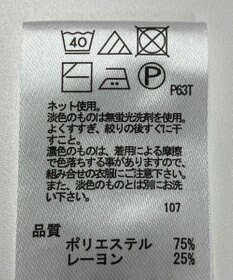 40
P
P63T
ネット使用。
淡色のものは無蛍光洗剤を使用。
よくすすぎ、絞りの後すぐに干
すこと。
濃色のものは、着用による摩擦
で色落ちする事がありますので、
組み合せの衣服にご注意下さい。
また、淡色のものとは別にお洗
い下さい。
107
品質
ポリエステル 75%
レーヨン 25%